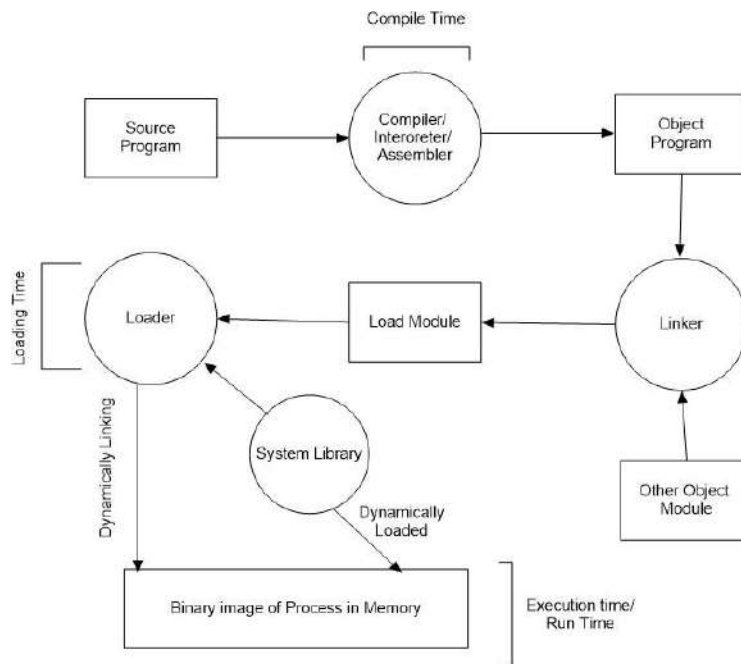 Compile Time
Source
Program
Compiler/
Interoreter/
Assembler
Object
Program
Loading Time
Loader
Load Module
Linker
Dynamically Linking
System Library
Dynamically
Loaded
Other Object
Module
Binary image of Process in Memory
Execution time/
Run Time